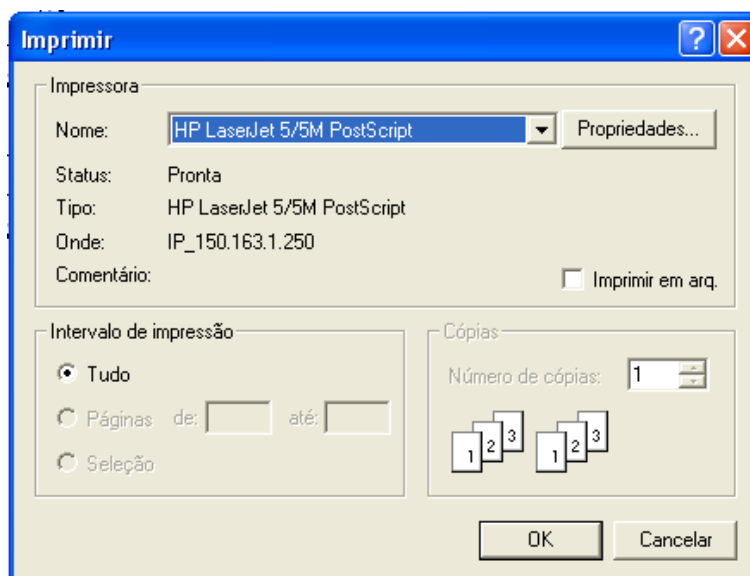 Imprimir
Impressora
Nome: HP LaserJet 5/5M PostScript Propriedades...
Status: Pronta
Tipo: HP LaserJet 5/5M PostScript
Onde: IP_150.163.1.250
Comentário: Imprimir em arq.
Intervalo de impressão Cópias
Tudo Número de cópias: 1
Páginas de: até:
Seleção
1 2 3 1 2 3
OK Cancelar